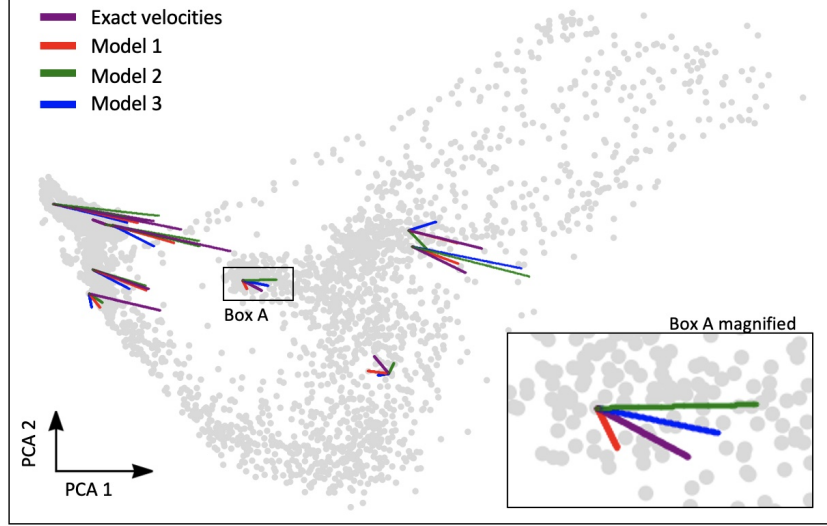 Exact velocities
Model 1
Model 2
Model 3
Box A
Box A magnified
PCA 2
PCA 1